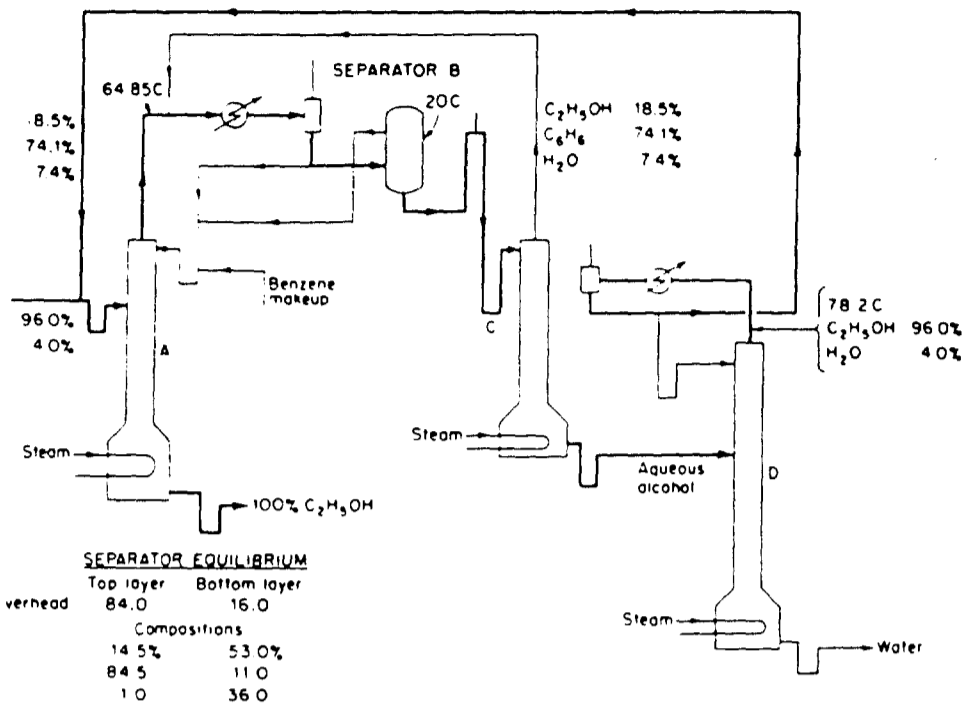 SEPARATOR B
64.85C
20C
.8.5%
74.1%
7.4%
C₂H₅OH 18.5%
C₆H₆ 74.1%
H₂O 7.4%
Benzene
makeup
96.0%
4.0%
A
C
78.2C
C₂H₅OH 96.0%
H₂O 4.0%
Steam
Steam
Aqueous
alcohol
D
100% C₂H₅OH
SEPARATOR EQUILIBRIUM
Top layer Bottom layer
verhead 84.0 16.0
Compositions
14.5% 53.0%
84.5 11.0
1.0 36.0
Steam
Water